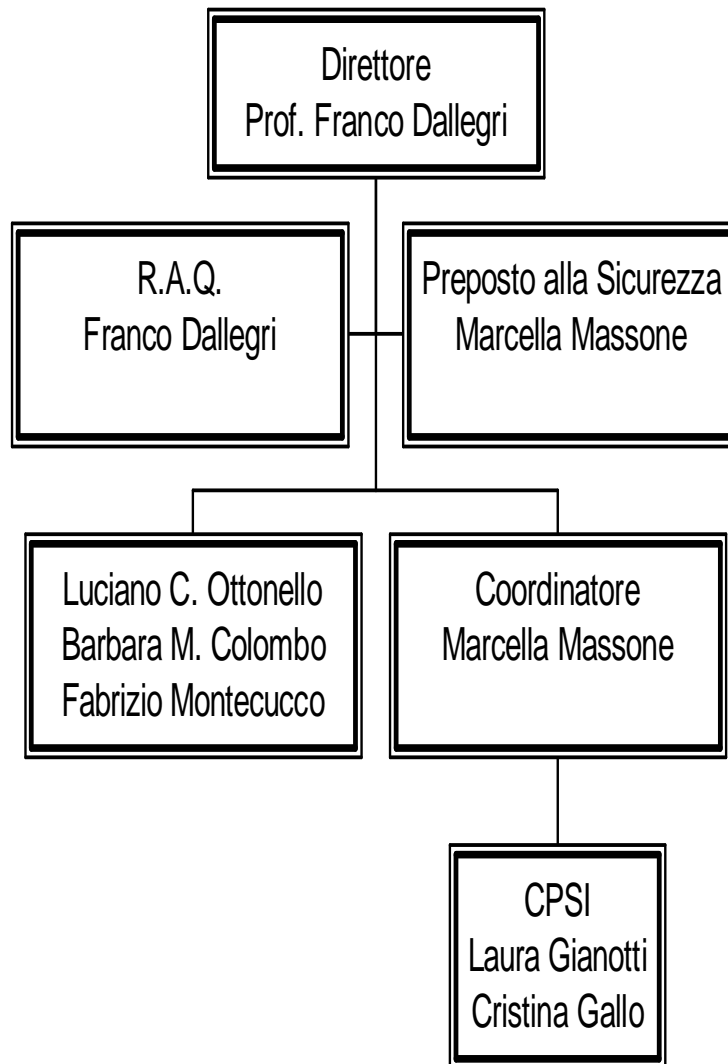 Direttore
Prof. Franco Dallegri
R.A.Q.
Franco Dallegri
Preposto alla Sicurezza
Marcella Massone
Luciano C. Ottonello
Barbara M. Colombo
Fabrizio Montecucco
Coordinatore
Marcella Massone
CPSI
Laura Gianotti
Cristina Gallo